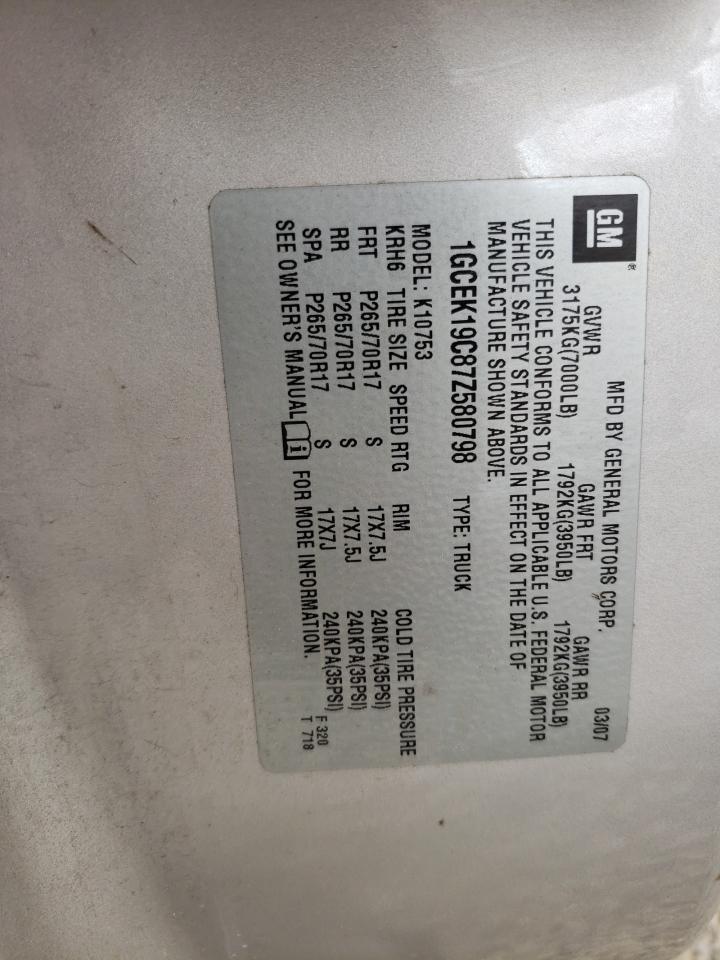 GM®
MFD BY GENERAL MOTORS CORP. 03/07
GVWR GAWR FRT GAWR RR
3175KG(7000LB) 1792KG(3950LB) 1792KG(3950LB)
THIS VEHICLE CONFORMS TO ALL APPLICABLE U.S. FEDERAL MOTOR
VEHICLE SAFETY STANDARDS IN EFFECT ON THE DATE OF
MANUFACTURE SHOWN ABOVE.
1GCEK19C87Z580798 TYPE: TRUCK
MODEL: K10753
KRH6 TIRE SIZE SPEED RTG RIM COLD TIRE PRESSURE
FRT P265/70R17 S 17X7.5J 240KPA(35PSI)
RR P265/70R17 S 17X7.5J 240KPA(35PSI)
SPA P265/70R17 S 17X7J 240KPA(35PSI) F 320
SEE OWNER'S MANUAL i FOR MORE INFORMATION. T 718